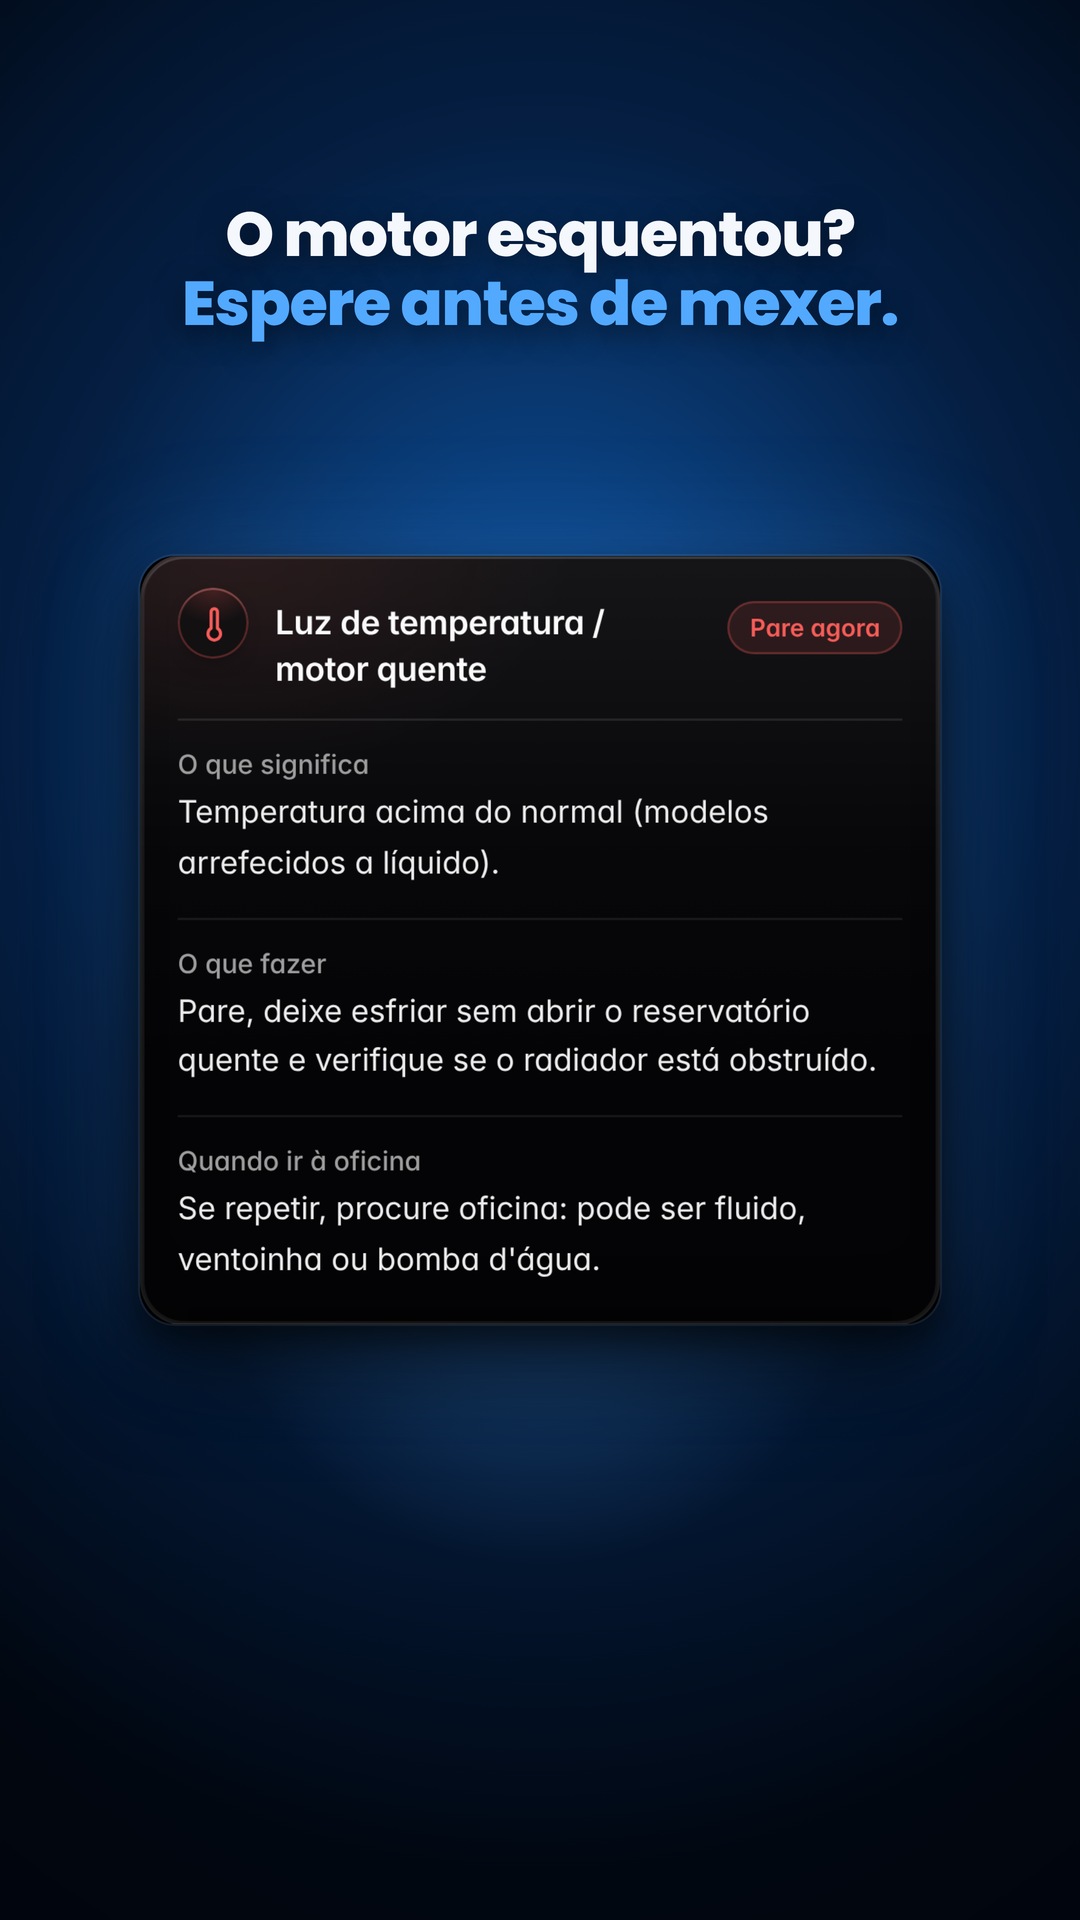 O motor esquentou?
Espere antes de mexer.
Luz de temperatura /
motor quente
Pare agora
O que significa
Temperatura acima do normal (modelos
arrefecidos a líquido).
O que fazer
Pare, deixe esfriar sem abrir o reservatório
quente e verifique se o radiador está obstruído.
Quando ir à oficina
Se repetir, procure oficina: pode ser fluido,
ventoinha ou bomba d'água.